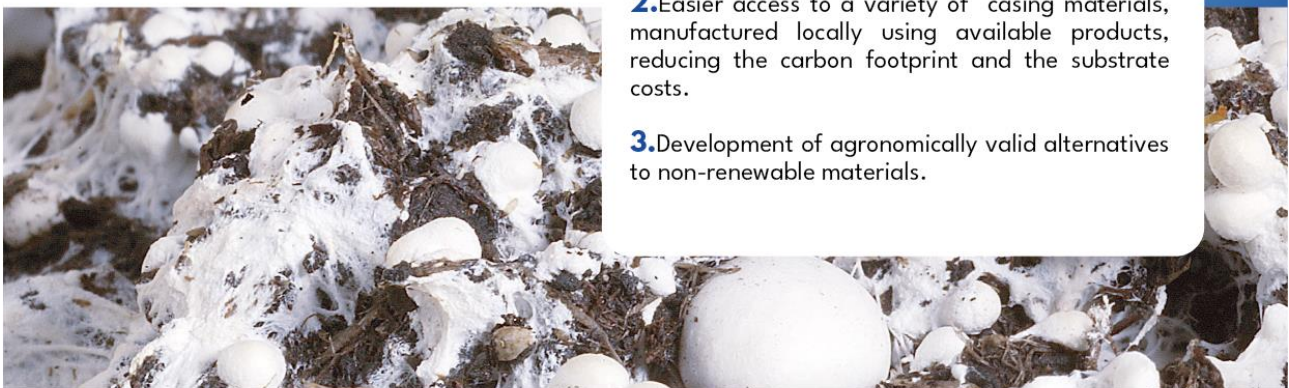 2.Easier access to a variety of casing materials,
manufactured locally using available products,
reducing the carbon footprint and the substrate
costs.
3.Development of agronomically valid alternatives
to non-renewable materials.